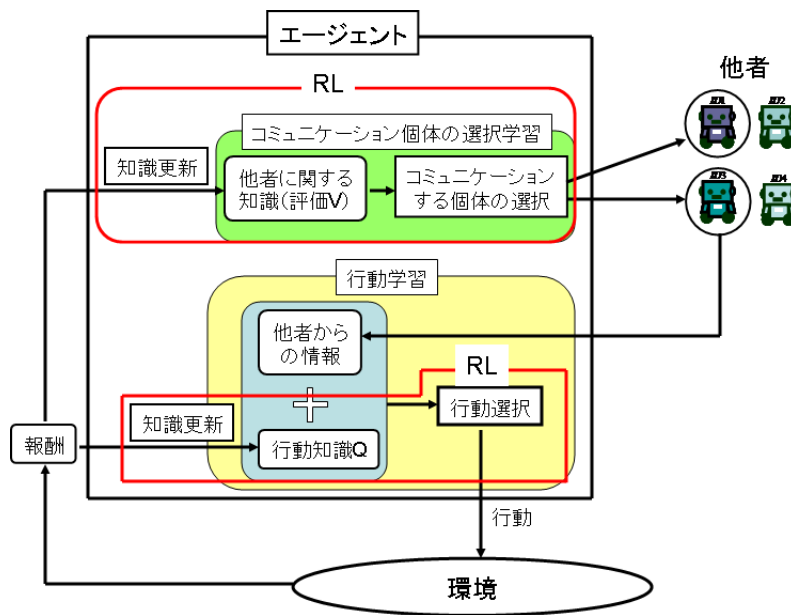 エージェント
他者
RL
コミュニケーション個体の選択学習
知識更新
他者に関する
知識(評価V)
コミュニケーション
する個体の選択
行動学習
他者から
の情報
RL
知識更新
行動選択
報酬
行動知識Q
行動
環境